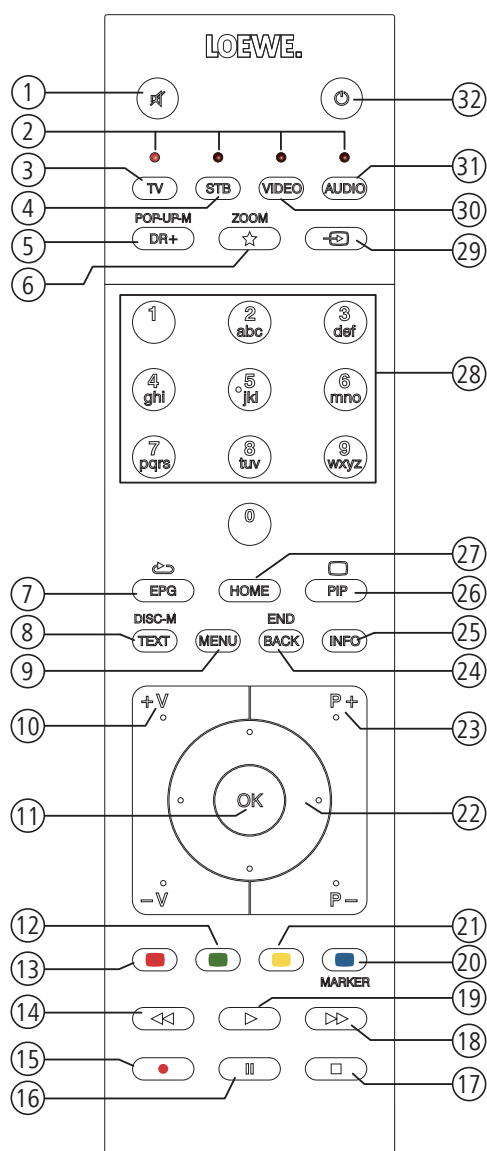 LOEWE.
1
32
2
3
TV
STB
VIDEO
AUDIO
31
4
30
POP-UP-M
ZOOM
5
DR+
29
6
1
2
abc
3
def
4
ghi
5
jkl
6
mno
28
7
pqrs
8
tuv
9
wxyz
0
27
7
EPG
HOME
PIP
26
DISC-M
END
8
TEXT
MENU
BACK
INFO
25
9
24
10
+V
P+
23
11
OK
22
−V
P−
12
21
13
20
MARKER
14
19
18
15
16
17